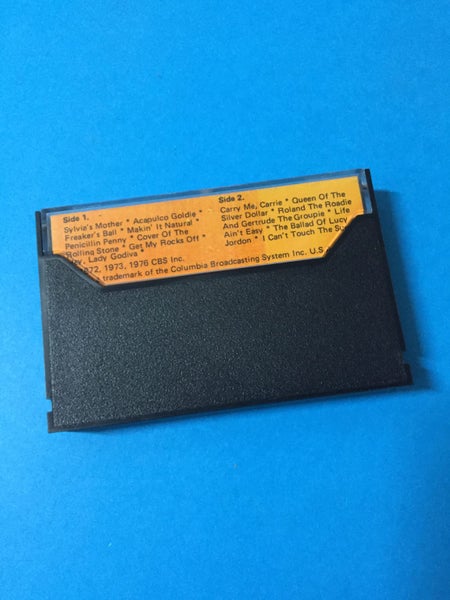 Side 1.
Sylvia's Mother * Acapulco Goldie *
Freaker's Ball * Makin' It Natural *
Penicillin Penny * Cover Of The
Rolling Stone * Get My Rocks Off *
Hey, Lady Godiva
1972, 1973, 1976 CBS Inc.
trademark of the Columbia Broadcasting System Inc. U.S.
Side 2.
Carry Me, Carrie * Queen Of The
Silver Dollar * Roland The Roadie
And Gertrude The Groupie * Life
Ain't Easy * The Ballad Of Lucy
Jordon * I Can't Touch The Sun